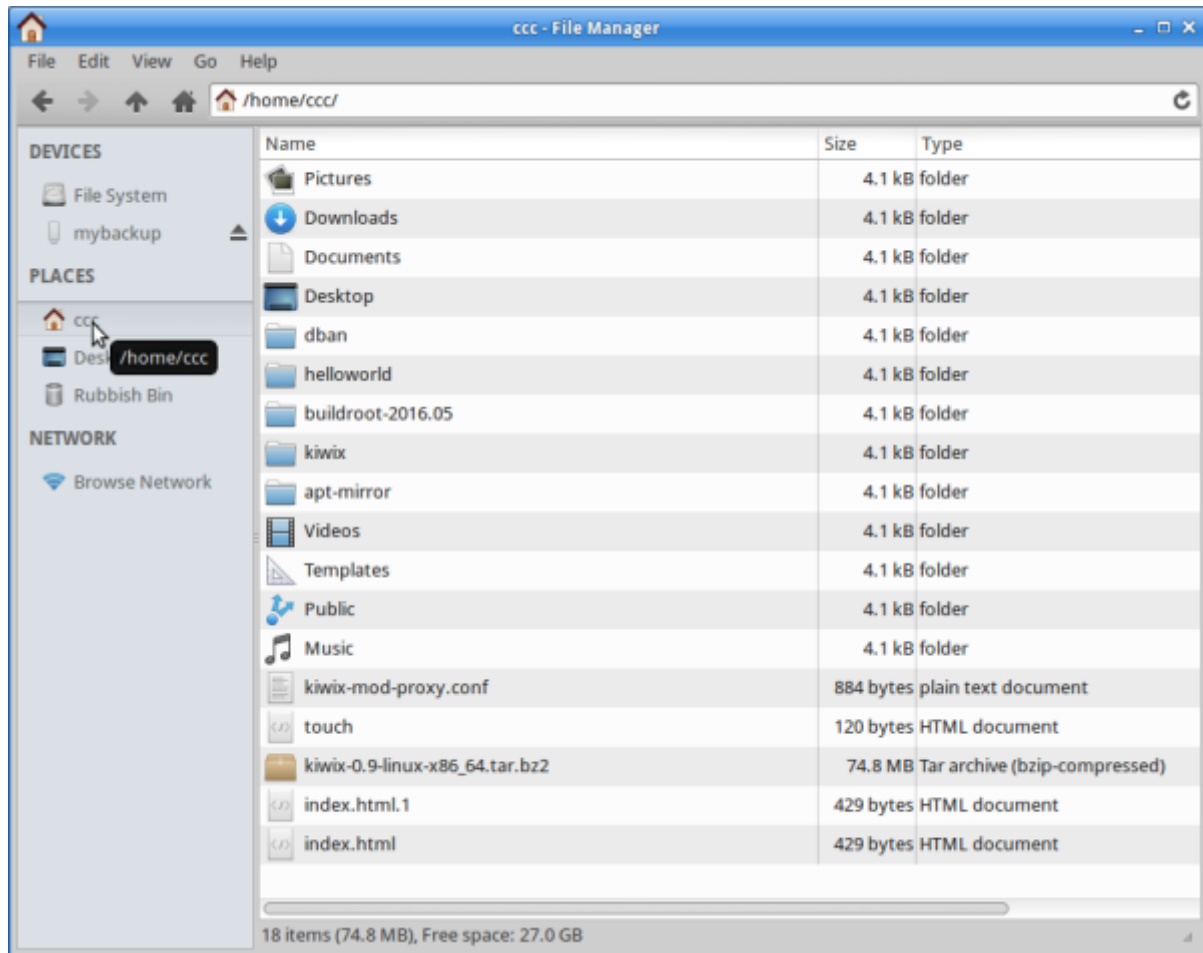 ccc - File Manager
File Edit View Go Help
/home/ccc/
DEVICES
File System
mybackup
PLACES
ccc
Desk
/home/ccc
Rubbish Bin
NETWORK
Browse Network
Name Size Type
Pictures 4.1 kB folder
Downloads 4.1 kB folder
Documents 4.1 kB folder
Desktop 4.1 kB folder
dban 4.1 kB folder
helloworld 4.1 kB folder
buildroot-2016.05 4.1 kB folder
kiwix 4.1 kB folder
apt-mirror 4.1 kB folder
Videos 4.1 kB folder
Templates 4.1 kB folder
Public 4.1 kB folder
Music 4.1 kB folder
kiwix-mod-proxy.conf 884 bytes plain text document
touch 120 bytes HTML document
kiwix-0.9-linux-x86_64.tar.bz2 74.8 MB Tar archive (bzip-compressed)
index.html.1 429 bytes HTML document
index.html 429 bytes HTML document
18 items (74.8 MB), Free space: 27.0 GB